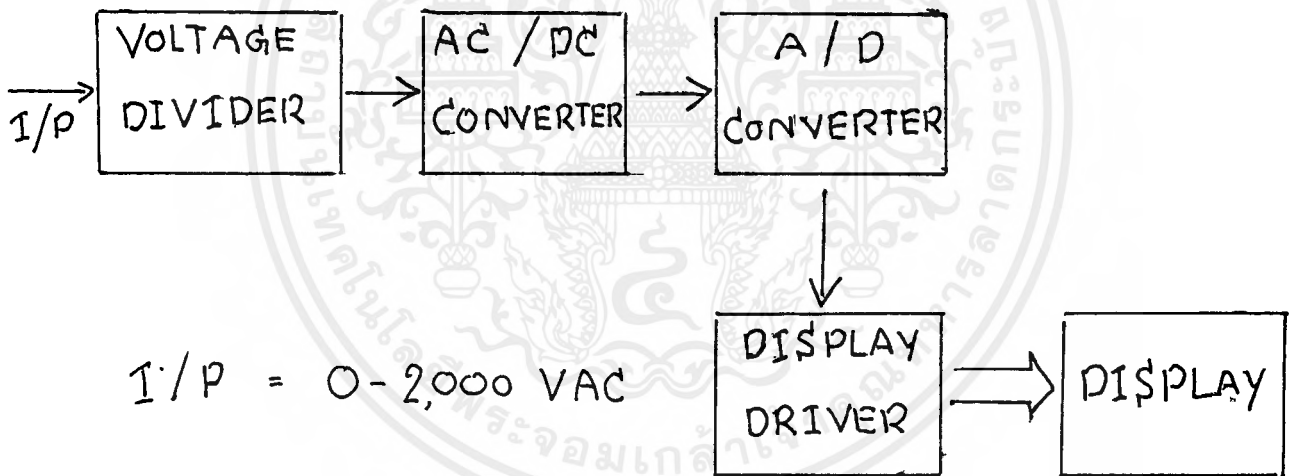 VOLTAGE
DIVIDER
AC / DC
CONVERTER
A / D
CONVERTER
I/P
DISPLAY
DRIVER
DISPLAY
I/P = 0-2,000 VAC